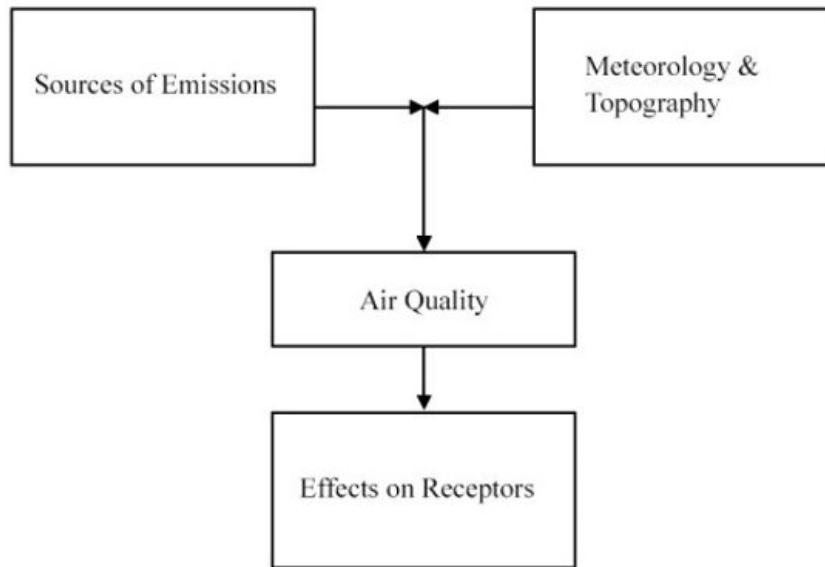 Sources of Emissions
Meteorology &
Topography
Air Quality
Effects on Receptors